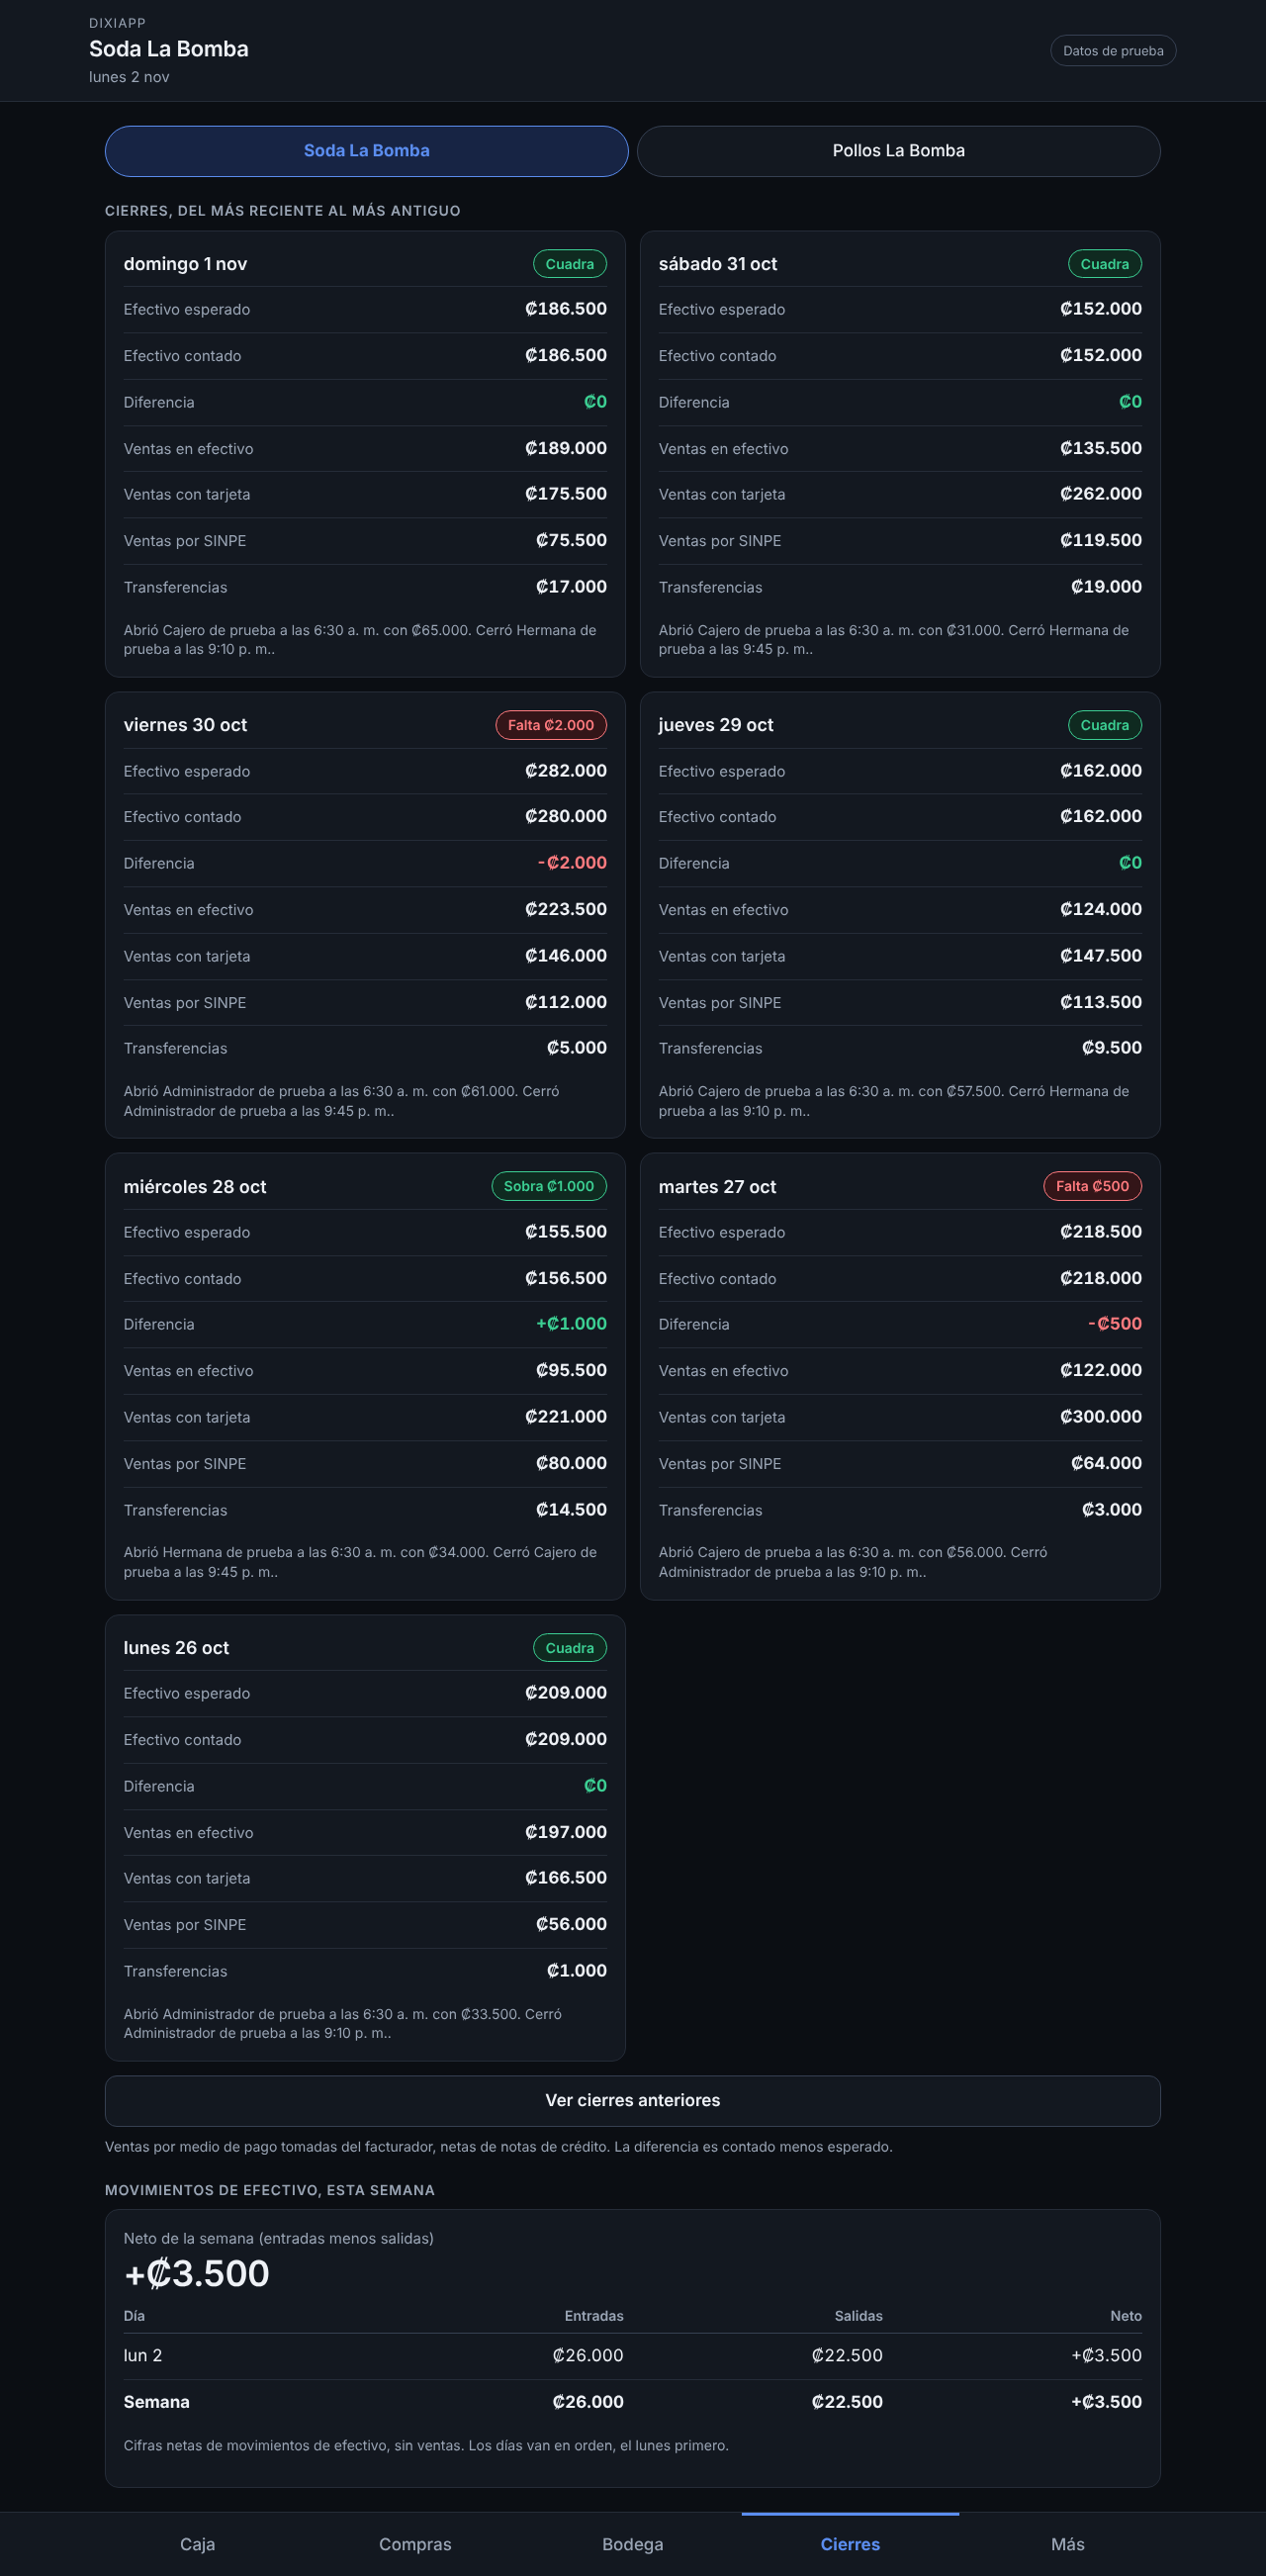 DIXIAPP
Soda La Bomba
lunes 2 nov
Datos de prueba
Soda La Bomba
Pollos La Bomba
CIERRES, DEL MÁS RECIENTE AL MÁS ANTIGUO
domingo 1 nov
Cuadra
Efectivo esperado ₡186.500
Efectivo contado ₡186.500
Diferencia ₡0
Ventas en efectivo ₡189.000
Ventas con tarjeta ₡175.500
Ventas por SINPE ₡75.500
Transferencias ₡17.000
Abrió Cajero de prueba a las 6:30 a. m. con ₡65.000. Cerró Hermana de
prueba a las 9:10 p. m..
sábado 31 oct
Cuadra
Efectivo esperado ₡152.000
Efectivo contado ₡152.000
Diferencia ₡0
Ventas en efectivo ₡135.500
Ventas con tarjeta ₡262.000
Ventas por SINPE ₡119.500
Transferencias ₡19.000
Abrió Cajero de prueba a las 6:30 a. m. con ₡31.000. Cerró Hermana de
prueba a las 9:45 p. m..
viernes 30 oct
Falta ₡2.000
Efectivo esperado ₡282.000
Efectivo contado ₡280.000
Diferencia -₡2.000
Ventas en efectivo ₡223.500
Ventas con tarjeta ₡146.000
Ventas por SINPE ₡112.000
Transferencias ₡5.000
Abrió Administrador de prueba a las 6:30 a. m. con ₡61.000. Cerró
Administrador de prueba a las 9:45 p. m..
jueves 29 oct
Cuadra
Efectivo esperado ₡162.000
Efectivo contado ₡162.000
Diferencia ₡0
Ventas en efectivo ₡124.000
Ventas con tarjeta ₡147.500
Ventas por SINPE ₡113.500
Transferencias ₡9.500
Abrió Cajero de prueba a las 6:30 a. m. con ₡57.500. Cerró Hermana de
prueba a las 9:10 p. m..
miércoles 28 oct
Sobra ₡1.000
Efectivo esperado ₡155.500
Efectivo contado ₡156.500
Diferencia +₡1.000
Ventas en efectivo ₡95.500
Ventas con tarjeta ₡221.000
Ventas por SINPE ₡80.000
Transferencias ₡14.500
Abrió Hermana de prueba a las 6:30 a. m. con ₡34.000. Cerró Cajero de
prueba a las 9:45 p. m..
martes 27 oct
Falta ₡500
Efectivo esperado ₡218.500
Efectivo contado ₡218.000
Diferencia -₡500
Ventas en efectivo ₡122.000
Ventas con tarjeta ₡300.000
Ventas por SINPE ₡64.000
Transferencias ₡3.000
Abrió Cajero de prueba a las 6:30 a. m. con ₡56.000. Cerró
Administrador de prueba a las 9:10 p. m..
lunes 26 oct
Cuadra
Efectivo esperado ₡209.000
Efectivo contado ₡209.000
Diferencia ₡0
Ventas en efectivo ₡197.000
Ventas con tarjeta ₡166.500
Ventas por SINPE ₡56.000
Transferencias ₡1.000
Abrió Administrador de prueba a las 6:30 a. m. con ₡33.500. Cerró
Administrador de prueba a las 9:10 p. m..
Ver cierres anteriores
Ventas por medio de pago tomadas del facturador, netas de notas de crédito. La diferencia es contado menos esperado.
MOVIMIENTOS DE EFECTIVO, ESTA SEMANA
Neto de la semana (entradas menos salidas)
+₡3.500
Día Entradas Salidas Neto
lun 2 ₡26.000 ₡22.500 +₡3.500
Semana ₡26.000 ₡22.500 +₡3.500
Cifras netas de movimientos de efectivo, sin ventas. Los días van en orden, el lunes primero.
Caja Compras Bodega Cierres Más